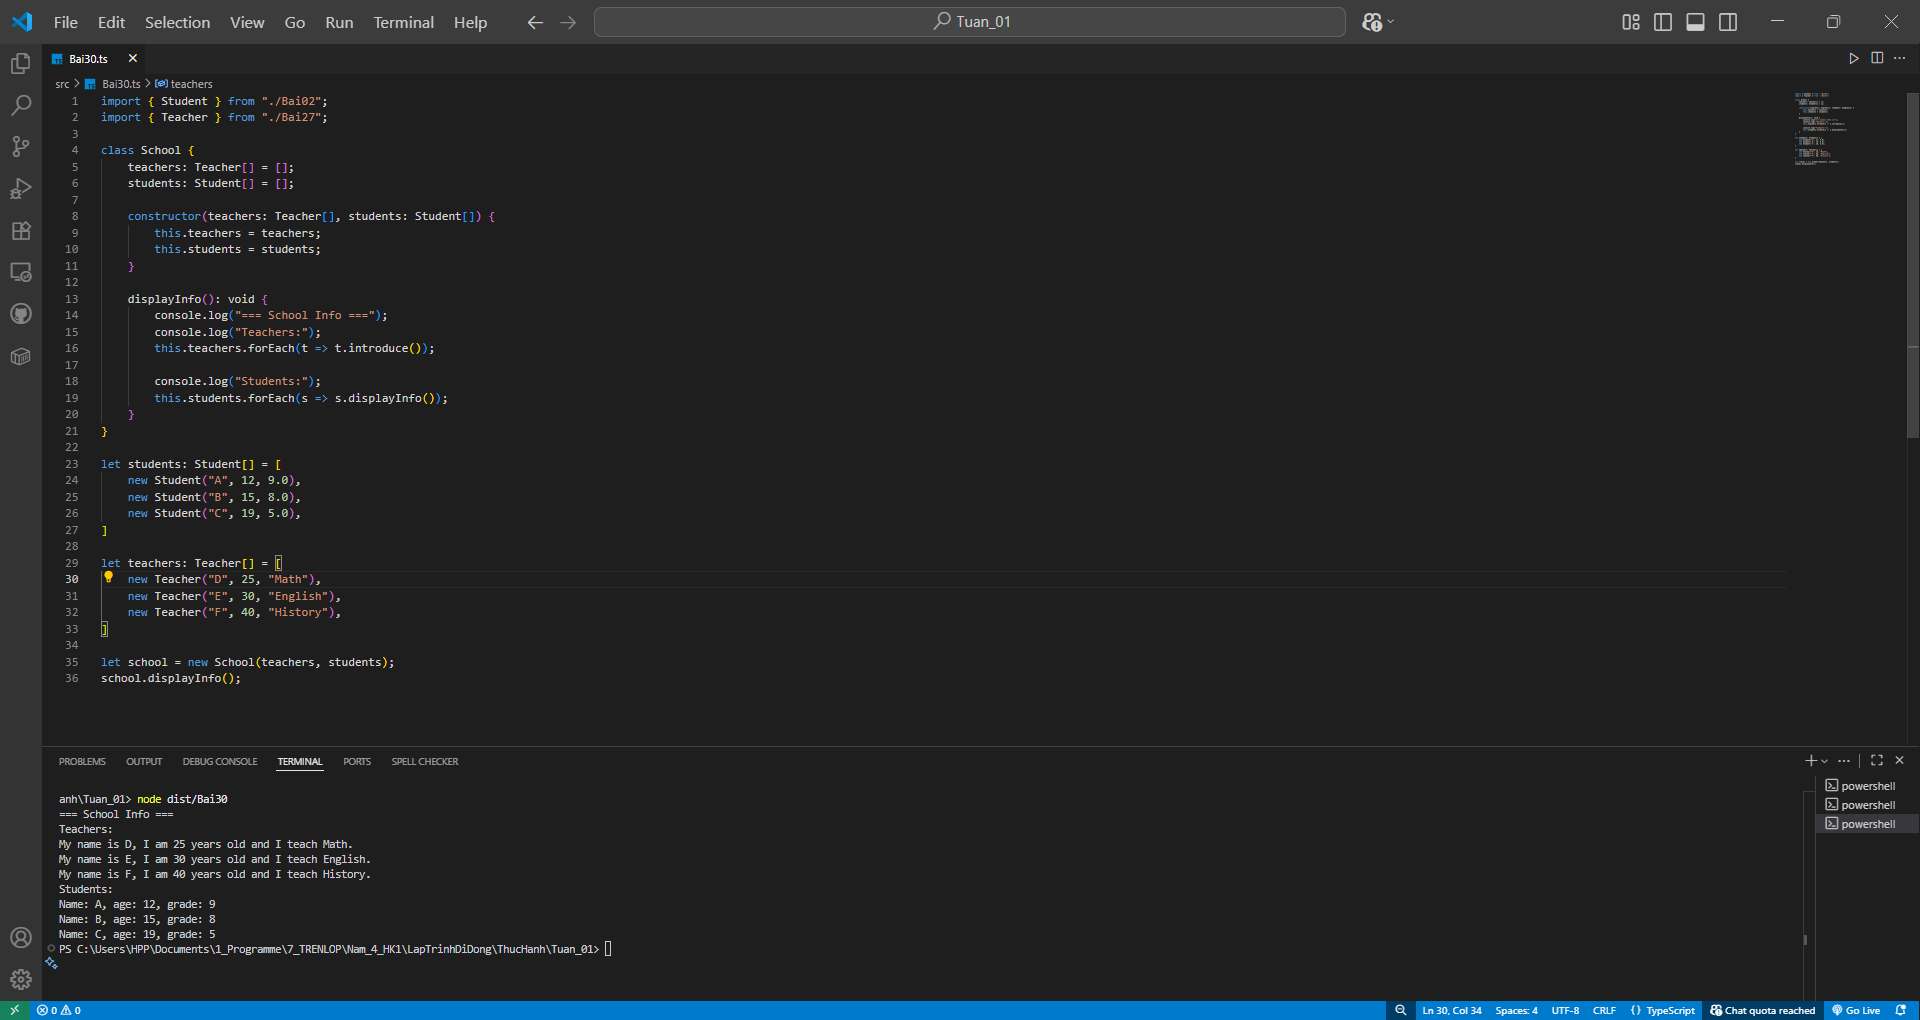 File Edit Selection View Go Run Terminal Help
Tuan_01
Bai30.ts
src > Bai30.ts > teachers
1 import { Student } from "./Bai02";
2 import { Teacher } from "./Bai27";
3
4 class School {
5 teachers: Teacher[] = [];
6 students: Student[] = [];
7
8 constructor(teachers: Teacher[], students: Student[]) {
9 this.teachers = teachers;
10 this.students = students;
11 }
12
13 displayInfo(): void {
14 console.log("=== School Info ===");
15 console.log("Teachers:");
16 this.teachers.forEach(t => t.introduce());
17
18 console.log("Students:");
19 this.students.forEach(s => s.displayInfo());
20 }
21 }
22
23 let students: Student[] = [
24 new Student("A", 12, 9.0),
25 new Student("B", 15, 8.0),
26 new Student("C", 19, 5.0),
27 ]
28
29 let teachers: Teacher[] = [
30 new Teacher("D", 25, "Math"),
31 new Teacher("E", 30, "English"),
32 new Teacher("F", 40, "History"),
33 ]
34
35 let school = new School(teachers, students);
36 school.displayInfo();
PROBLEMS OUTPUT DEBUG CONSOLE TERMINAL PORTS SPELL CHECKER
anh\Tuan_01> node dist/Bai30
=== School Info ===
Teachers:
My name is D, I am 25 years old and I teach Math.
My name is E, I am 30 years old and I teach English.
My name is F, I am 40 years old and I teach History.
Students:
Name: A, age: 12, grade: 9
Name: B, age: 15, grade: 8
Name: C, age: 19, grade: 5
PS C:\Users\HPP\Documents\1_Programme\7_TRENLOP\Nam_4_HK1\LapTrinhDiDong\ThucHanh\Tuan_01>
powershell
powershell
powershell
0 0
Ln 30, Col 34 Spaces: 4 UTF-8 CRLF {} TypeScript Chat quota reached Go Live